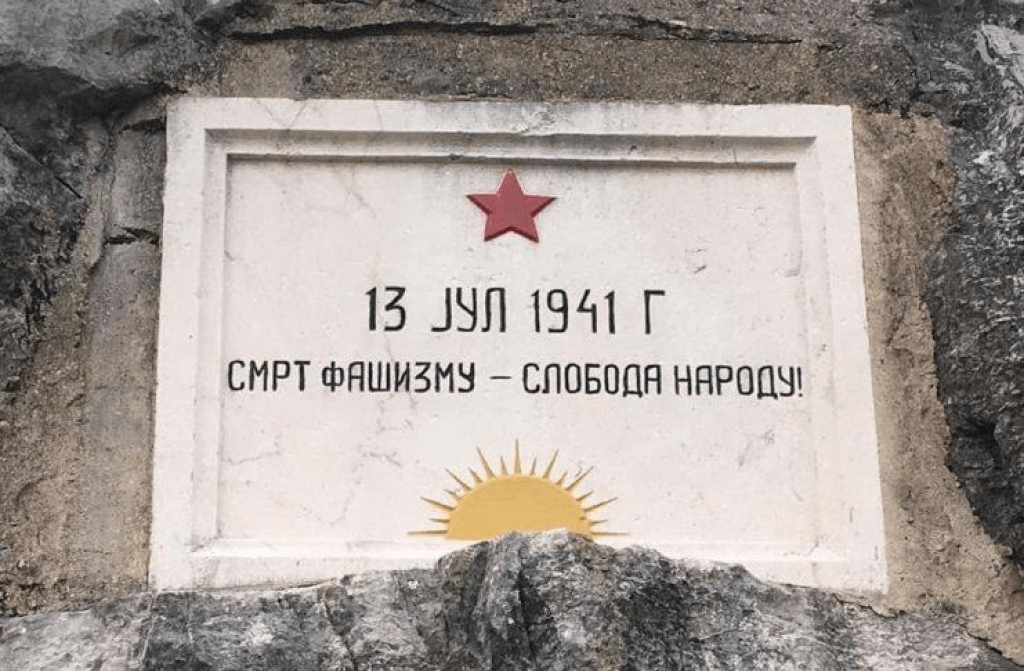 13 ЈУЛ 1941 Г
СМРТ ФАШИЗМУ – СЛОБОДА НАРОДУ!